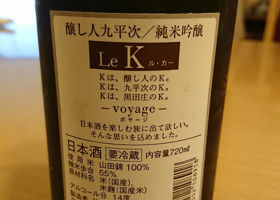 醸し人九平次／純米吟醸
Le K ル・カー
Kは、醸し人のK。
Kは、九平次のK。
Kは、黒田庄のK。
―voyage―
ボヤージ
日本酒を楽しむ旅に出て欲しい。
そんな思いを込めました。
日本酒 要冷蔵 内容量720ml
使用米 山田錦 100%
精米歩合 55%
原材料名 米(国産)、
米麹(国産米)
アルコール分 14度